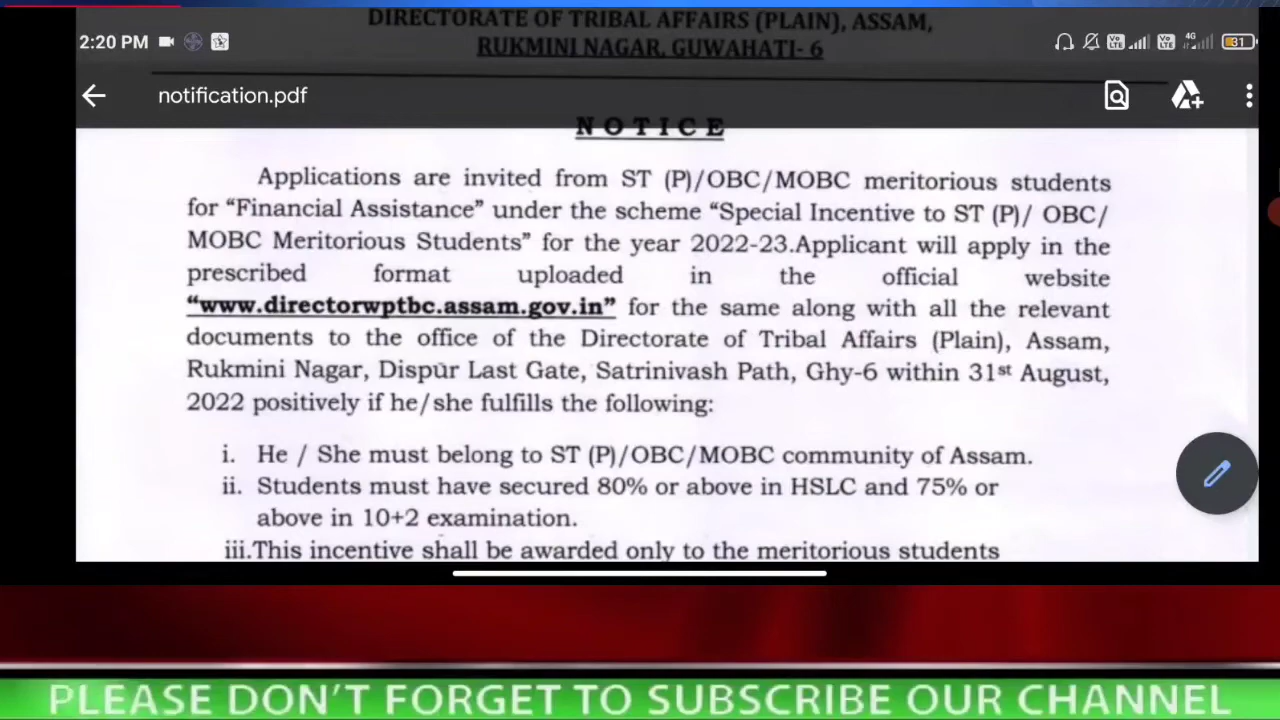 DIRECTORATE OF TRIBAL AFFAIRS (PLAIN), ASSAM,
RUKMINI NAGAR, GUWAHATI- 6
2:20 PM
Vo LTE
Vo LTE
4G
31
notification.pdf
NOTICE
Applications are invited from ST (P)/OBC/MOBC meritorious students
for “Financial Assistance” under the scheme “Special Incentive to ST (P)/ OBC/
MOBC Meritorious Students” for the year 2022-23.Applicant will apply in the
prescribed format uploaded in the official website
“www.directorwptbc.assam.gov.in” for the same along with all the relevant
documents to the office of the Directorate of Tribal Affairs (Plain), Assam,
Rukmini Nagar, Dispur Last Gate, Satrinivash Path, Ghy-6 within 31st August,
2022 positively if he/she fulfills the following:
i. He / She must belong to ST (P)/OBC/MOBC community of Assam.
ii. Students must have secured 80% or above in HSLC and 75% or
above in 10+2 examination.
iii.This incentive shall be awarded only to the meritorious students
PLEASE DON’T FORGET TO SUBSCRIBE OUR CHANNEL